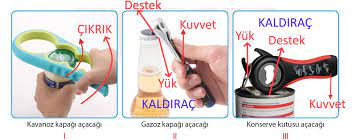 ÇIKRIK
Kavanoz kapağı açacağı
I
Destek
Kuvvet
Yük
KALDIRAÇ
Gazoz kapağı açacağı
II
KALDIRAÇ
Yük
Destek
Kuvvet
Konserve kutusu açacağı
III